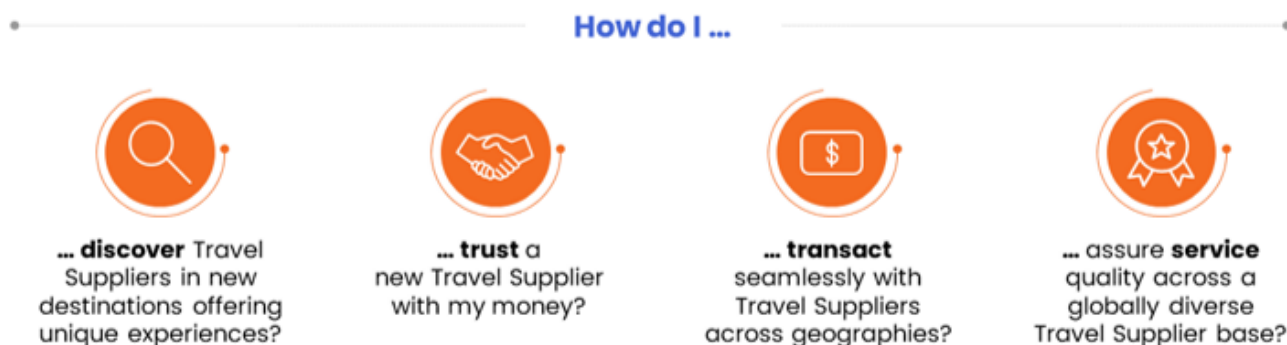 How do I ...
... discover Travel
Suppliers in new
destinations offering
unique experiences?
... trust a
new Travel Supplier
with my money?
$
... transact
seamlessly with
Travel Suppliers
across geographies?
... assure service
quality across a
globally diverse
Travel Supplier base?